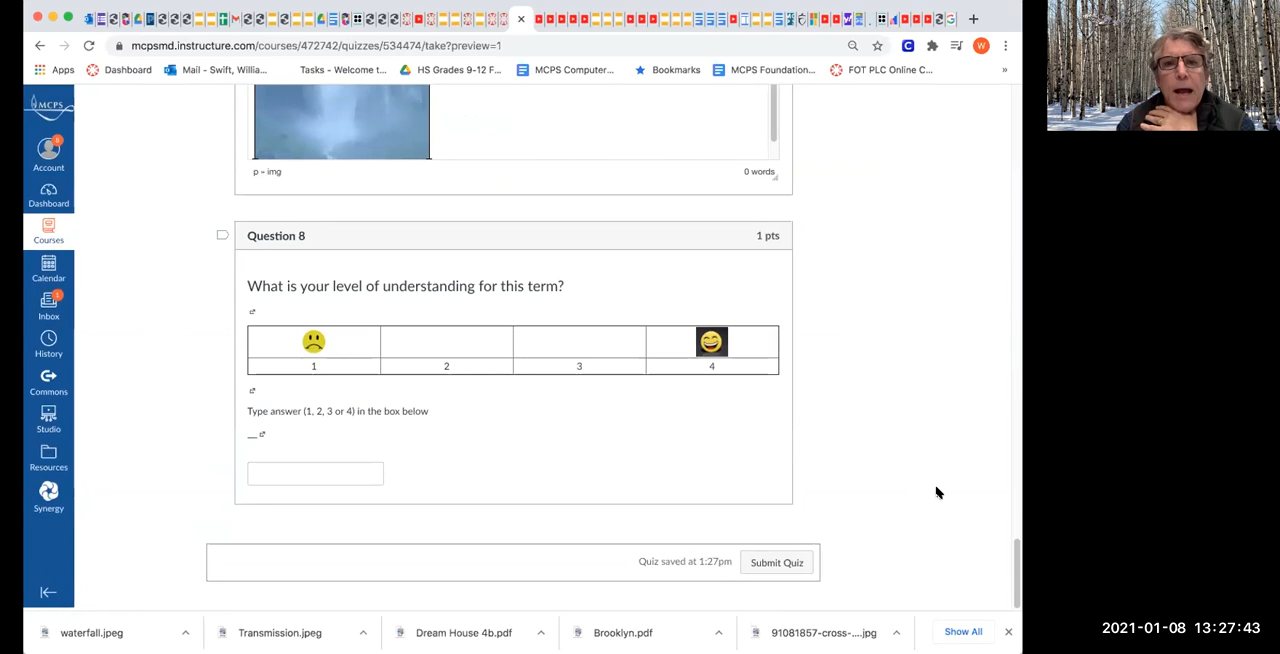 mcpsmd.instructure.com/courses/472742/quizzes/534474/take?preview=1
C
W
Apps
Dashboard
Mail - Swift, Willia...
Tasks - Welcome t...
HS Grades 9-12 F...
MCPS Computer...
Bookmarks
MCPS Foundation...
FOT PLC Online C...
»
MCPS
Account
Dashboard
Courses
Calendar
1
Inbox
History
Commons
Studio
Resources
Synergy
p » img
0 words
Question 8
1 pts
What is your level of understanding for this term?
1
2
3
4
Type answer (1, 2, 3 or 4) in the box below
Quiz saved at 1:27pm
Submit Quiz
waterfall.jpeg
Transmission.jpeg
Dream House 4b.pdf
Brooklyn.pdf
91081857-cross-....jpg
Show All
2021-01-08 13:27:43